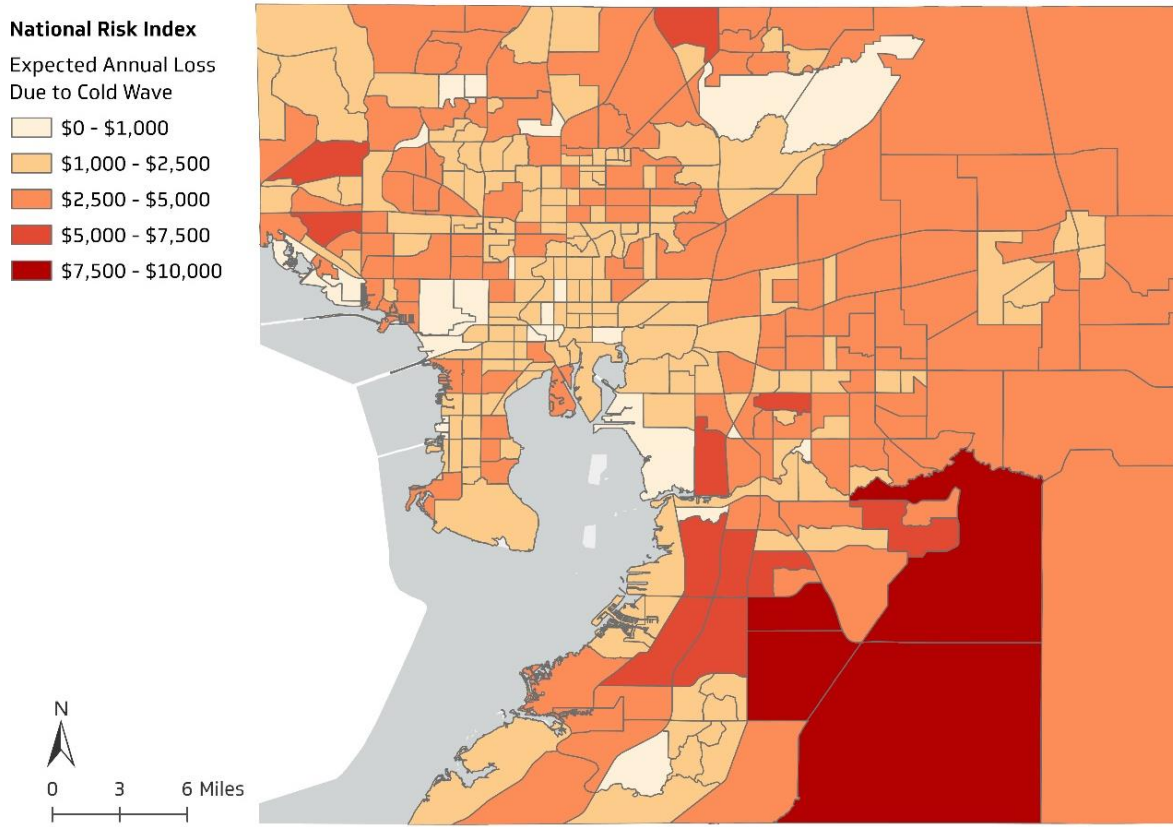 National Risk Index
Expected Annual Loss
Due to Cold Wave
$0 - $1,000
$1,000 - $2,500
$2,500 - $5,000
$5,000 - $7,500
$7,500 - $10,000
N
0 3 6 Miles